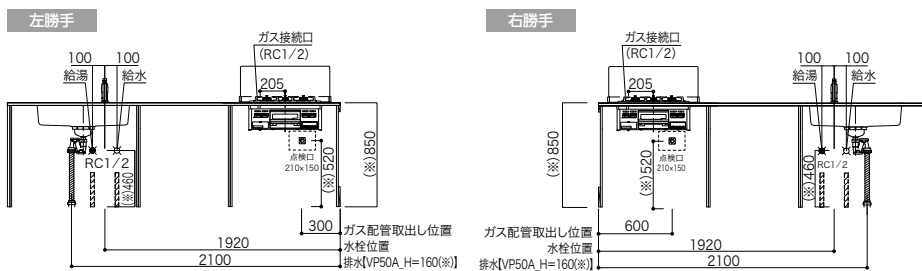 左勝手
ガス接続口
(RC1/2)
100
100
給湯
給水
205
RC1/2
点検口
210×150
(※)460
(※)520
(※)850
300
ガス配管取出し位置
1920
水栓位置
2100
排水【VP50A_H=160(※)】
右勝手
ガス接続口
(RC1/2)
100
100
給湯
給水
205
RC1/2
点検口
210×150
(※)850
(※)520
(※)460
ガス配管取出し位置
600
水栓位置
1920
排水【VP50A_H=160(※)】
2100